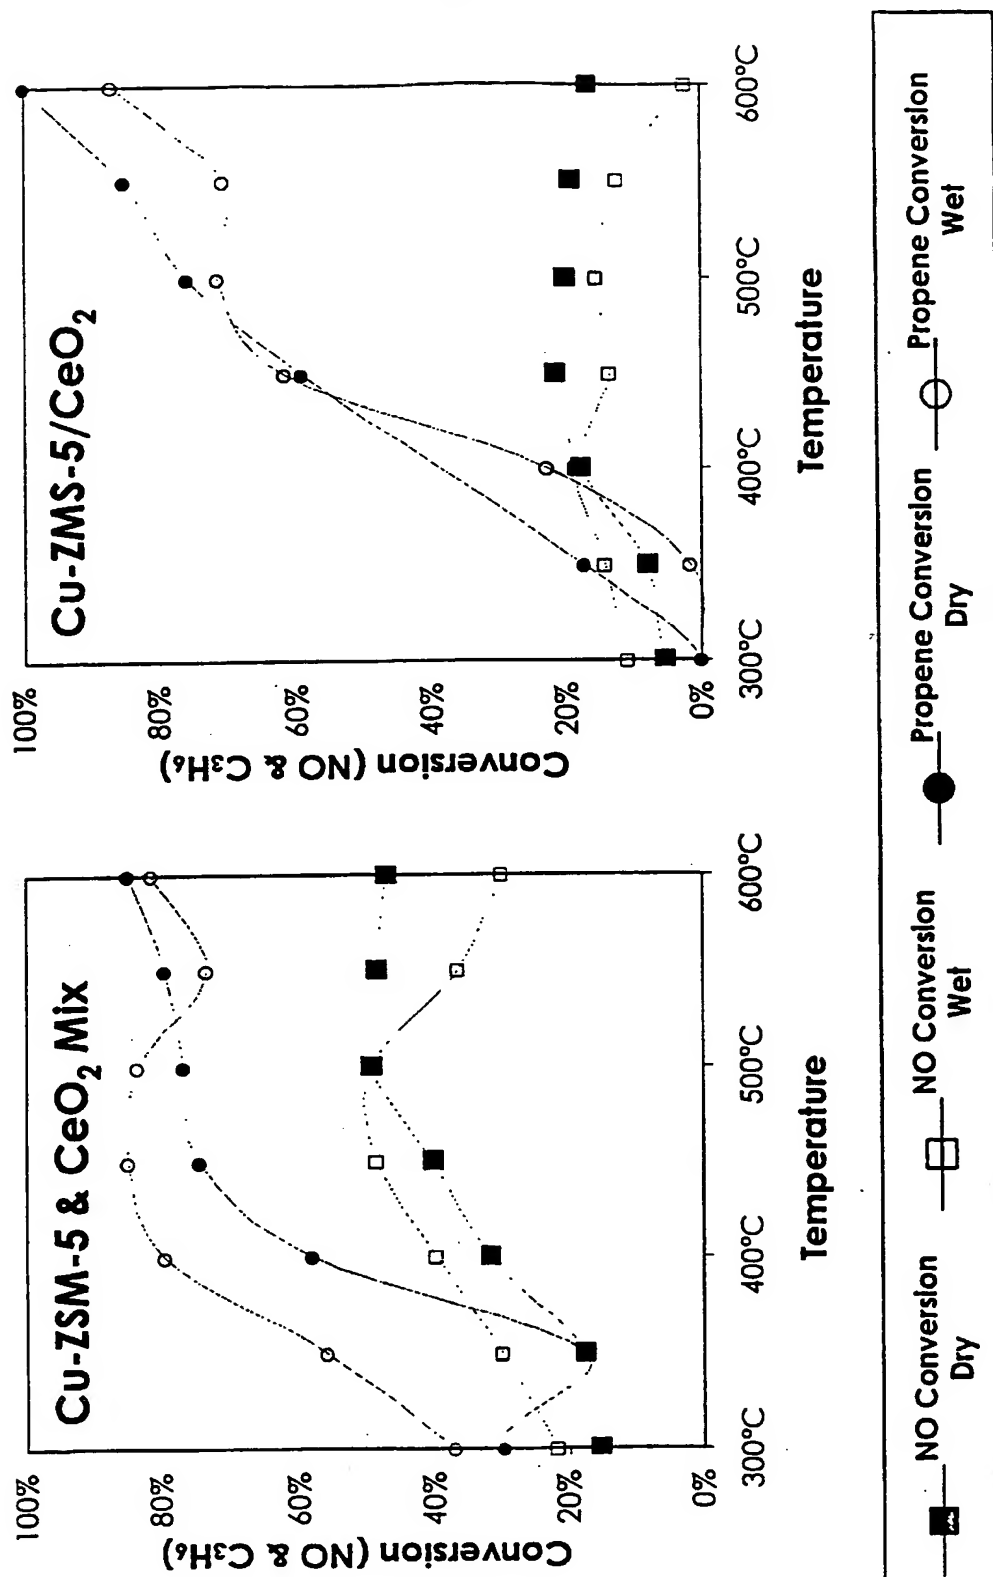 Cu-ZSM-5 & CeO₂ Mix
100%
80%
60%
40%
20%
0%
Conversion (NO & C₃H₆)
300°C
400°C
500°C
600°C
Temperature
Cu-ZMS-5/CeO₂
100%
80%
60%
40%
20%
0%
Conversion (NO & C₃H₆)
300°C
400°C
500°C
600°C
Temperature
NO Conversion
Dry
NO Conversion
Wet
Propene Conversion
Dry
Propene Conversion
Wet